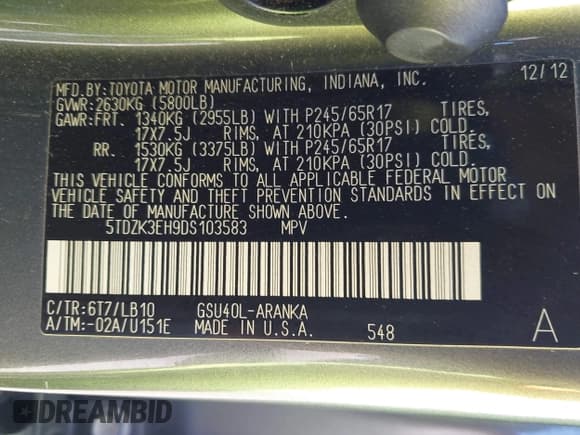 MFD.BY:TOYOTA MOTOR MANUFACTURING, INDIANA, INC. 12/12
GVWR:2630KG (5800LB)
GAWR:FRT. 1340KG (2955LB) WITH P245/65R17 TIRES,
17X7.5J RIMS, AT 210KPA (30PSI) COLD.
RR. 1530KG (3375LB) WITH P245/65R17 TIRES,
17X7.5J RIMS, AT 210KPA (30PSI) COLD.
THIS VEHICLE CONFORMS TO ALL APPLICABLE FEDERAL MOTOR
VEHICLE SAFETY AND THEFT PREVENTION STANDARDS IN EFFECT ON
THE DATE OF MANUFACTURE SHOWN ABOVE.
5TDZK3EH9DS103583 MPV
C/TR:6T7/LB10 GSU40L-ARANKA
A/TM:-02A/U151E MADE IN U.S.A. 548 A
DREAMBID